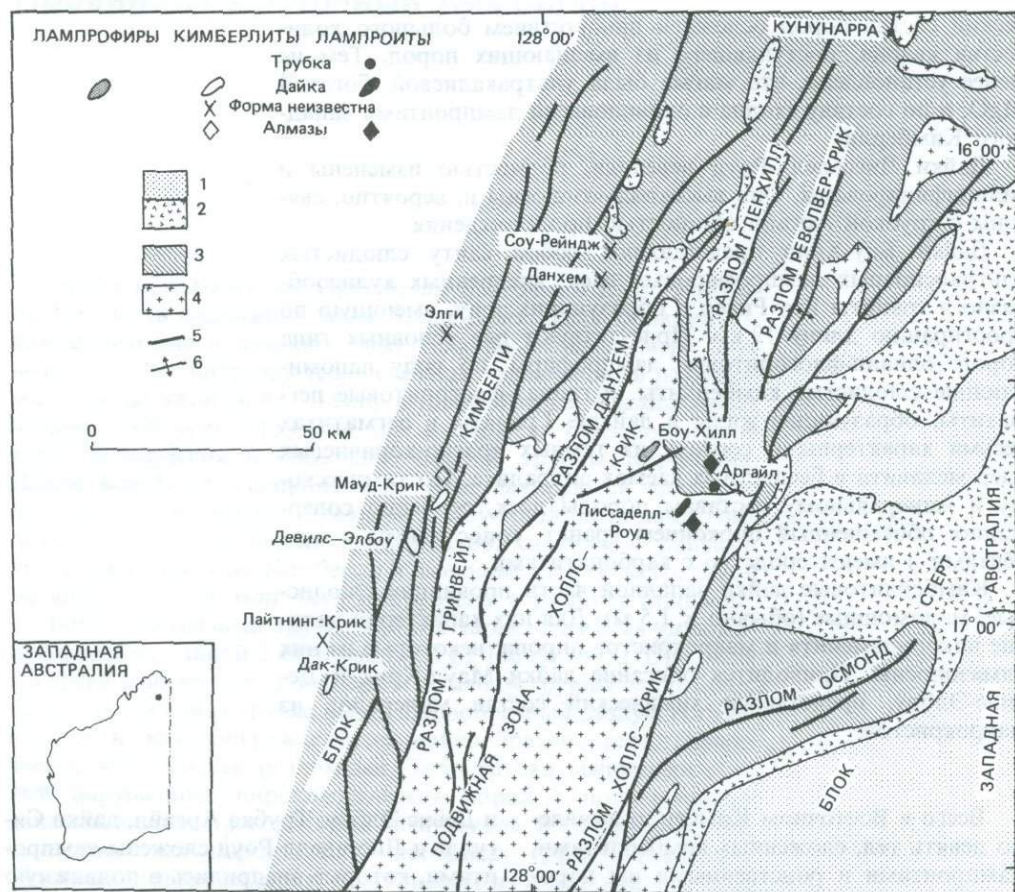 ЛАМПРОФИРЫ КИМБЕРЛИТЫ ЛАМПРОИТЫ
Трубка
Дайка
Форма неизвестна
Алмазы
1
2
3
4
5
6
0 50 км
128°00'
КУНУНАРРА
16°00'
РАЗЛОМ ГЛЕНХИЛЛ
РАЗЛОМ РЕВОЛВЕР-КРИК
Соу-Рейндж
Данхем
Элги
КИМБЕРЛИ
РАЗЛОМ ДАНХЕМ
КРИК
Боу-Хилл
Аргайл
Мауд-Крик
Лиссаделл-
Роуд
Девилс-Элбоу
ГРИНВЕЙЛ
ХОЛЛС-
СТЕРТ
АВСТРАЛИЯ
17°00'
Лайтнинг-Крик
Дак-Крик
ЗАПАДНАЯ
АВСТРАЛИЯ
БЛОК
РАЗЛОМ
ПОДВИЖНАЯ
ЗОНА
РАЗЛОМ ХОЛЛС-КРИК
РАЗЛОМ ОСМОНД
БЛОК
ЗАПАДНАЯ
128°00'